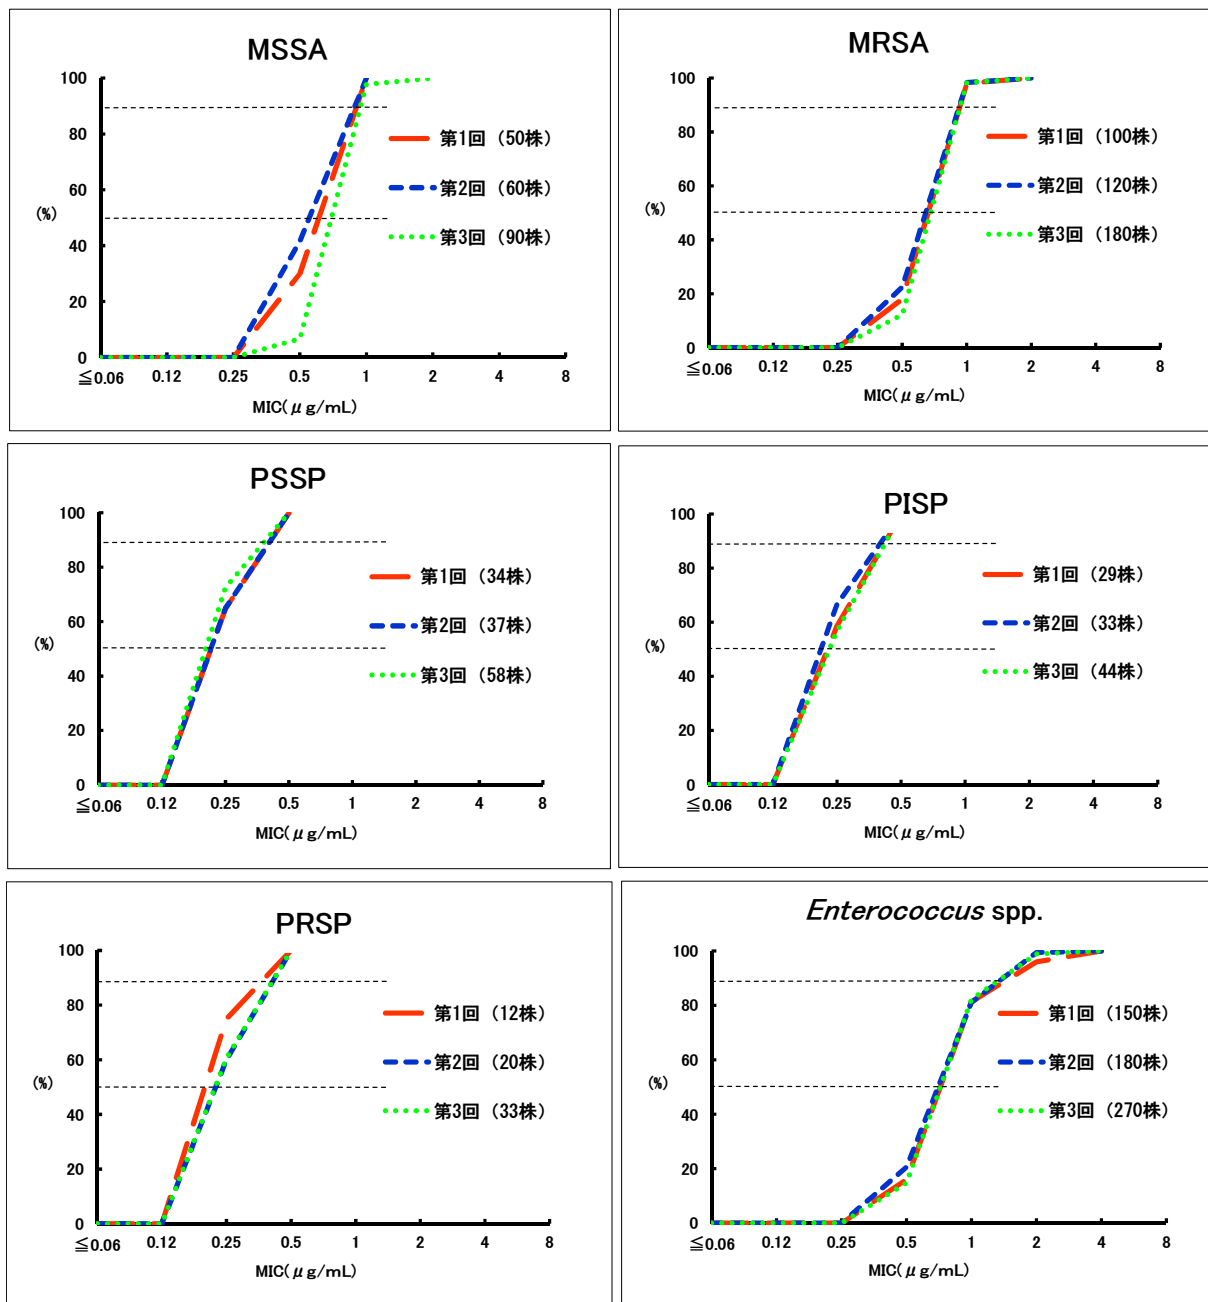 MSSA
100
80
60
(%)
40
20
0
第1回 (50株)
第2回 (60株)
第3回 (90株)
≦0.06 0.12 0.25 0.5 1 2 4 8
MIC(μg/mL)
MRSA
100
80
60
(%)
40
20
0
第1回 (100株)
第2回 (120株)
第3回 (180株)
≦0.06 0.12 0.25 0.5 1 2 4 8
MIC(μg/mL)
PSSP
100
80
60
(%)
40
20
0
第1回 (34株)
第2回 (37株)
第3回 (58株)
≦0.06 0.12 0.25 0.5 1 2 4 8
MIC(μg/mL)
PISP
100
80
60
(%)
40
20
0
第1回 (29株)
第2回 (33株)
第3回 (44株)
≦0.06 0.12 0.25 0.5 1 2 4 8
MIC(μg/mL)
PRSP
100
80
60
(%)
40
20
0
第1回 (12株)
第2回 (20株)
第3回 (33株)
≦0.06 0.12 0.25 0.5 1 2 4 8
MIC(μg/mL)
Enterococcus spp.
100
80
60
(%)
40
20
0
第1回 (150株)
第2回 (180株)
第3回 (270株)
≦0.06 0.12 0.25 0.5 1 2 4 8
MIC(μg/mL)